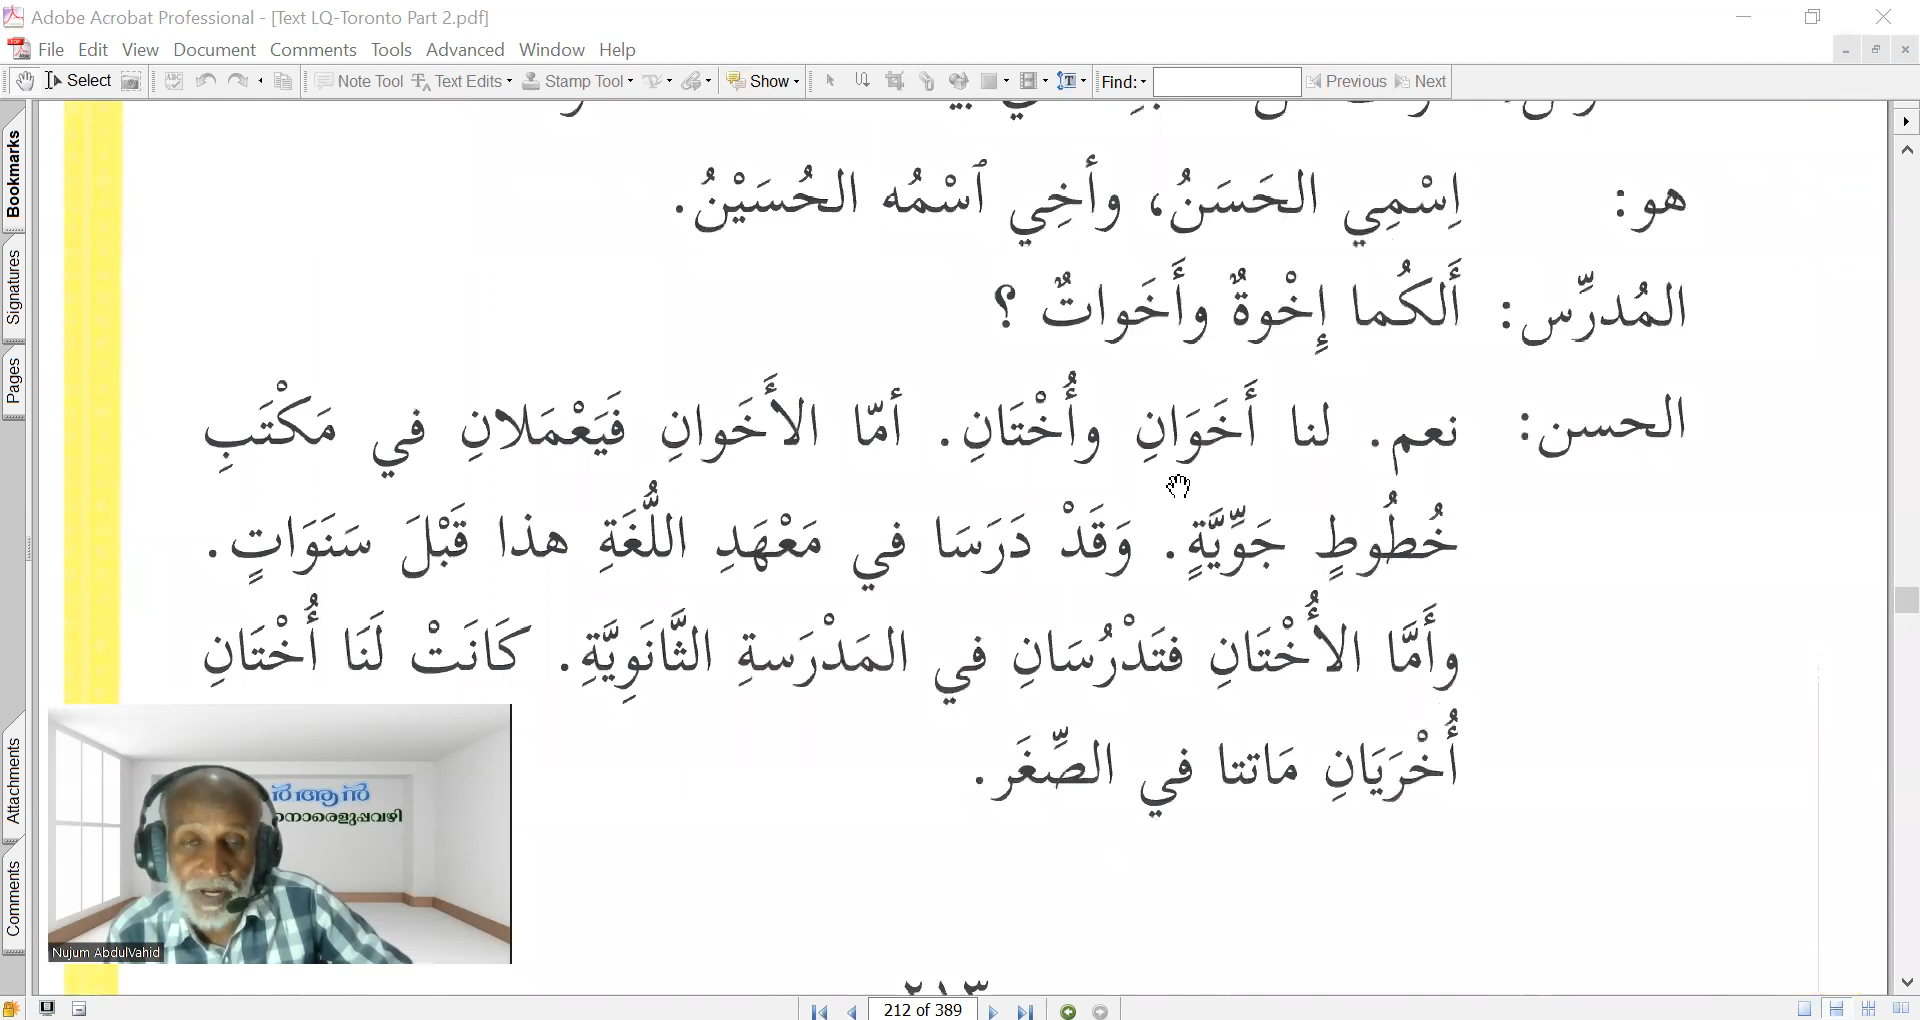 Adobe Acrobat Professional - [Text LQ-Toronto Part 2.pdf]
File Edit View Document Comments Tools Advanced Window Help
Select Note Tool Text Edits Stamp Tool Show Find: Previous Next
Bookmarks
Signatures
Pages
Attachments
Comments
هو: اِسْمِي الحَسَنُ، وأَخِي ٱسْمُه الحُسَيْنُ.
المُدرِّس: أَلَكُما إِخْوةٌ وأَخَواتٌ ؟
الحسن: نعم. لنا أَخَوَانِ وأُخْتَانِ. أمّا الأَخَوانِ فَيَعْمَلانِ في مَكْتَبِ
خُطُوطٍ جَوِّيَّةٍ. وَقَدْ دَرَسَا في مَعْهَدِ اللُّغَةِ هذا قَبْلَ سَنَوَاتٍ.
وأَمَّا الأُخْتَانِ فتَدْرُسَانِ في المَدْرَسةِ الثَّانَوِيَّةِ. كَانَتْ لَنَا أُخْتَانِ
أُخْرَيَانِ مَاتتا في الصِّغَر.
ൻആൻ
നൊരെളുപ്പവഴി
Nujum AbdulVahid
٢١٣
212 of 389